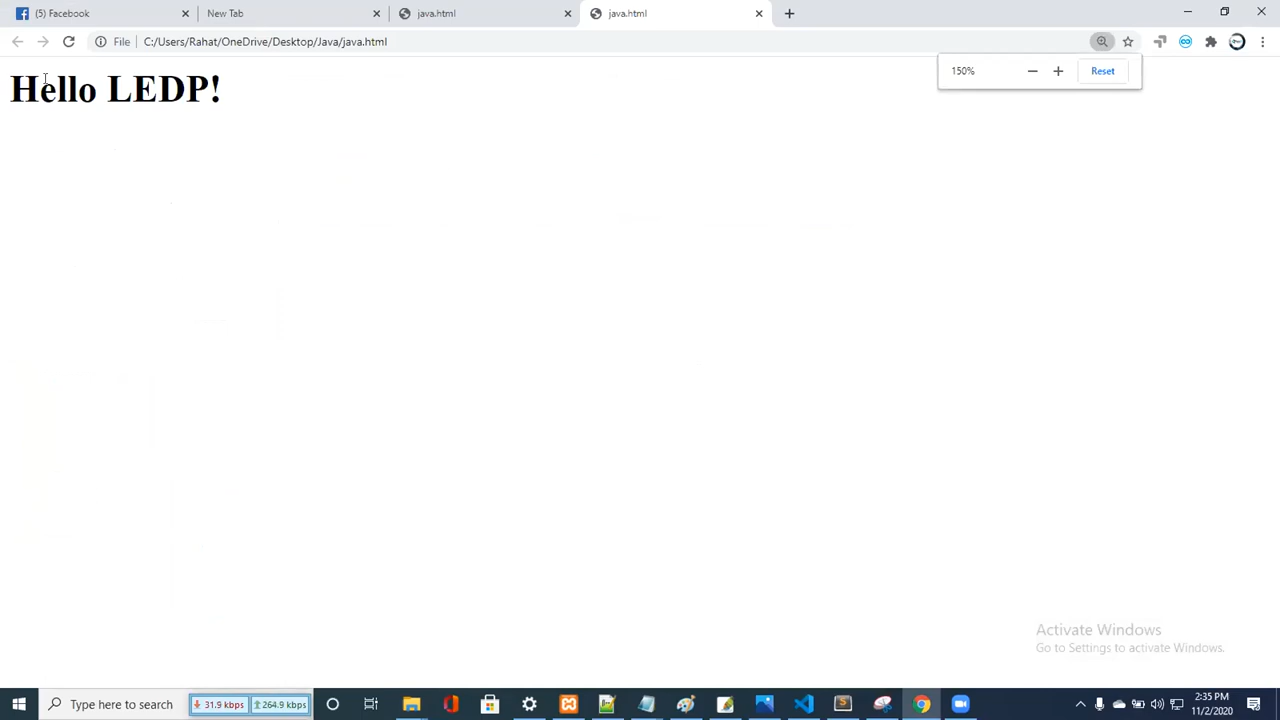 (5) Facebook
New Tab
java.html
java.html
File
C:/Users/Rahat/OneDrive/Desktop/Java/java.html
150%
Reset
Hello LEDP!
Activate Windows
Go to Settings to activate Windows.
Type here to search
31.9 kbps
264.9 kbps
2:35 PM
11/2/2020